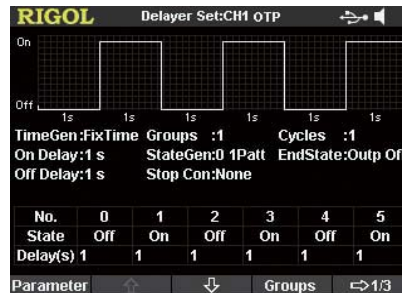 RIGOL Delayer Set:CH1 OTP
On
Off
1s 1s 1s 1s 1s 1s
TimeGen:FixTime Groups :1 Cycles :1
On Delay:1 s StateGen:0 1Patt EndState:Outp Of
Off Delay:1 s Stop Con:None
No. 0 1 2 3 4 5
State Off On Off On Off On
Delay(s) 1 1 1 1 1 1
Parameter Groups 1/3